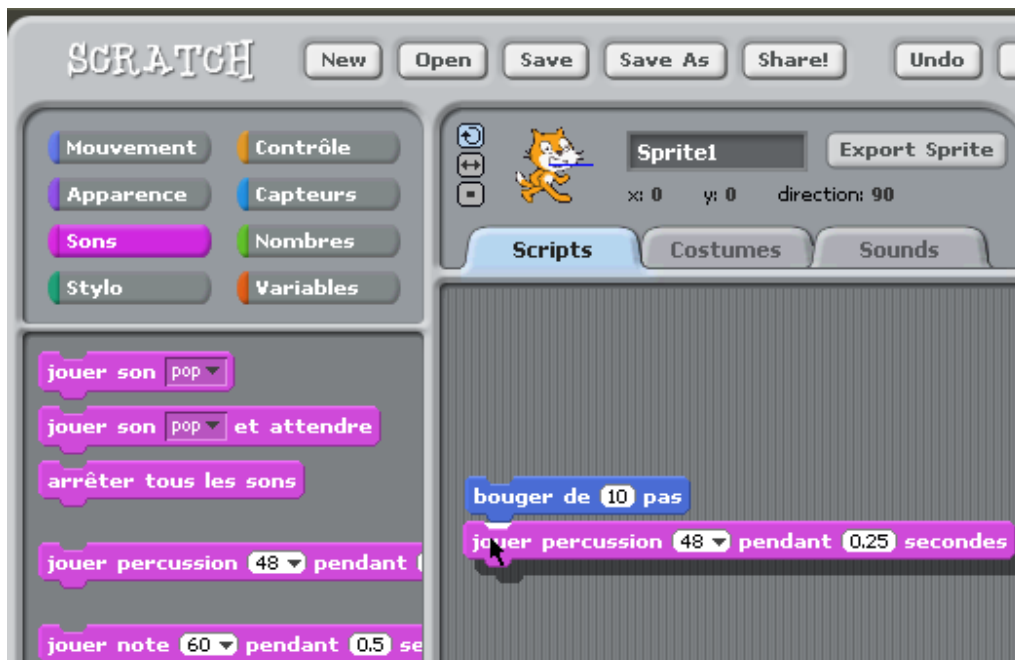 SCRATCH New Open Save Save As Share! Undo
Mouvement Contrôle
Apparence Capteurs
Sons Nombres
Stylo Variables
Sprite1 Export Sprite
x: 0 y: 0 direction: 90
Scripts Costumes Sounds
jouer son pop
jouer son pop et attendre
arrêter tous les sons
jouer percussion 48 pendant
jouer note 60 pendant 0.5 se
bouger de 10 pas
jouer percussion 48 pendant 0.25 secondes